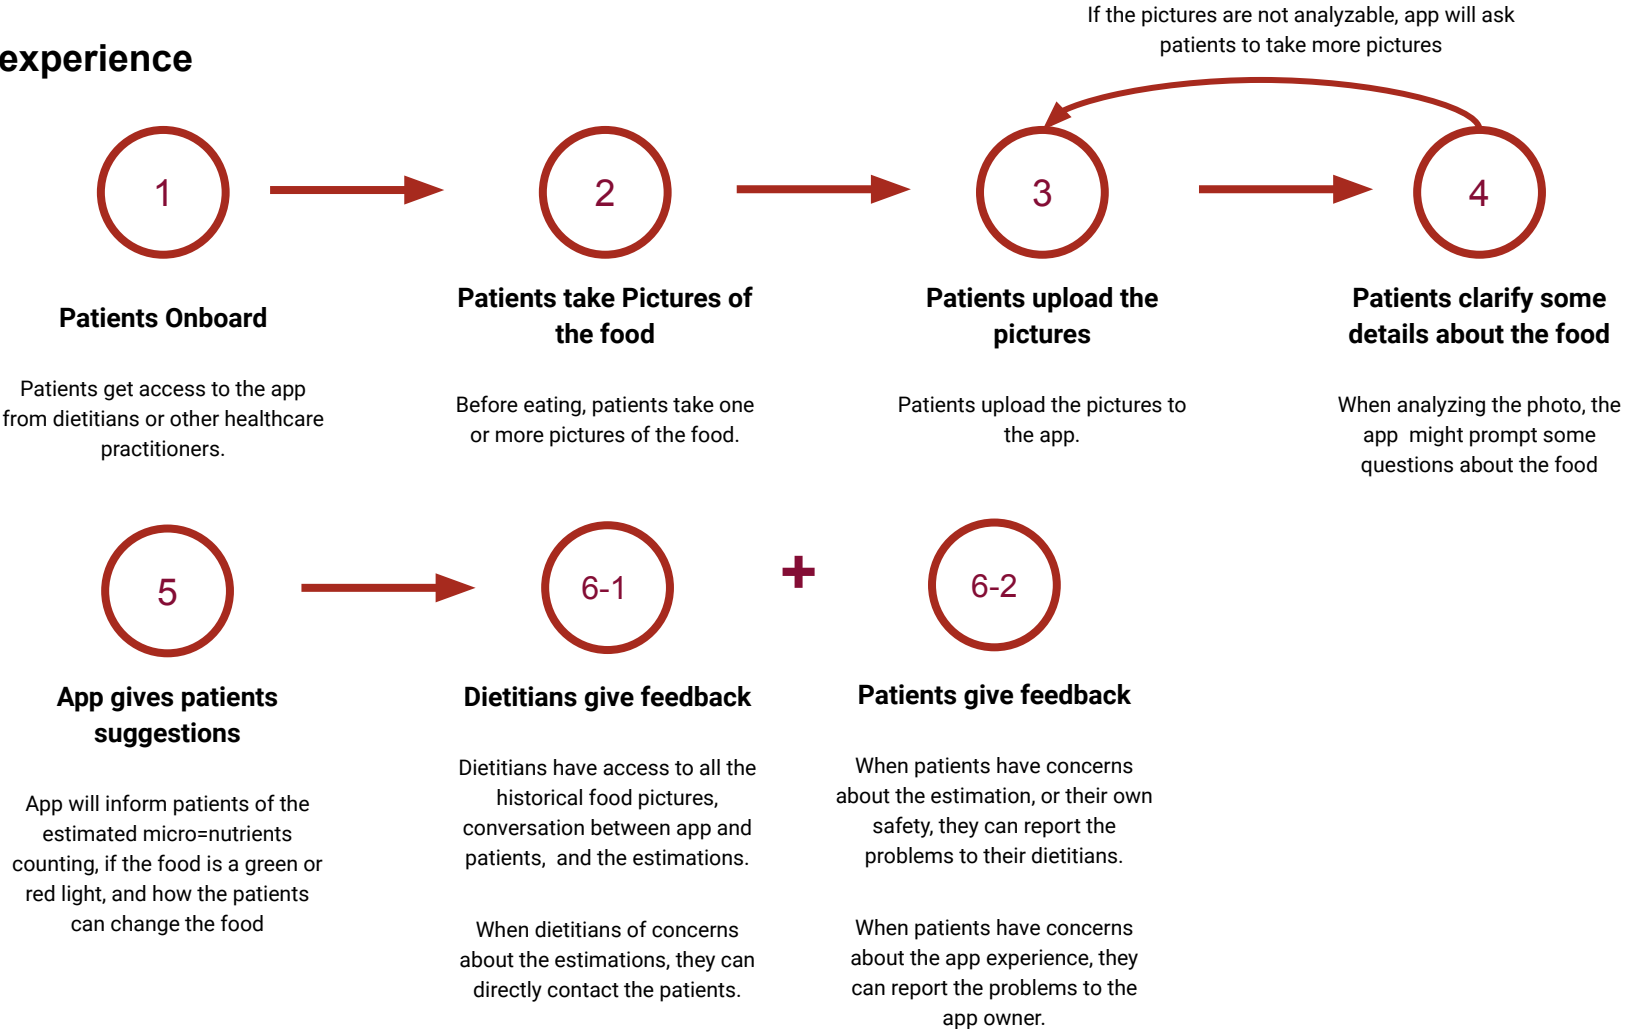 If the pictures are not analyzable, app will ask
patients to take more pictures
experience
1
2
3
4
Patients Onboard
Patients get access to the app
from dietitians or other healthcare
practitioners.
Patients take Pictures of
the food
Before eating, patients take one
or more pictures of the food.
Patients upload the
pictures
Patients upload the pictures to
the app.
Patients clarify some
details about the food
When analyzing the photo, the
app might prompt some
questions about the food
5
6-1
+
6-2
App gives patients
suggestions
App will inform patients of the
estimated micro=nutrients
counting, if the food is a green or
red light, and how the patients
can change the food
Dietitians give feedback
Dietitians have access to all the
historical food pictures,
conversation between app and
patients, and the estimations.
When dietitians of concerns
about the estimations, they can
directly contact the patients.
Patients give feedback
When patients have concerns
about the estimation, or their own
safety, they can report the
problems to their dietitians.
When patients have concerns
about the app experience, they
can report the problems to the
app owner.